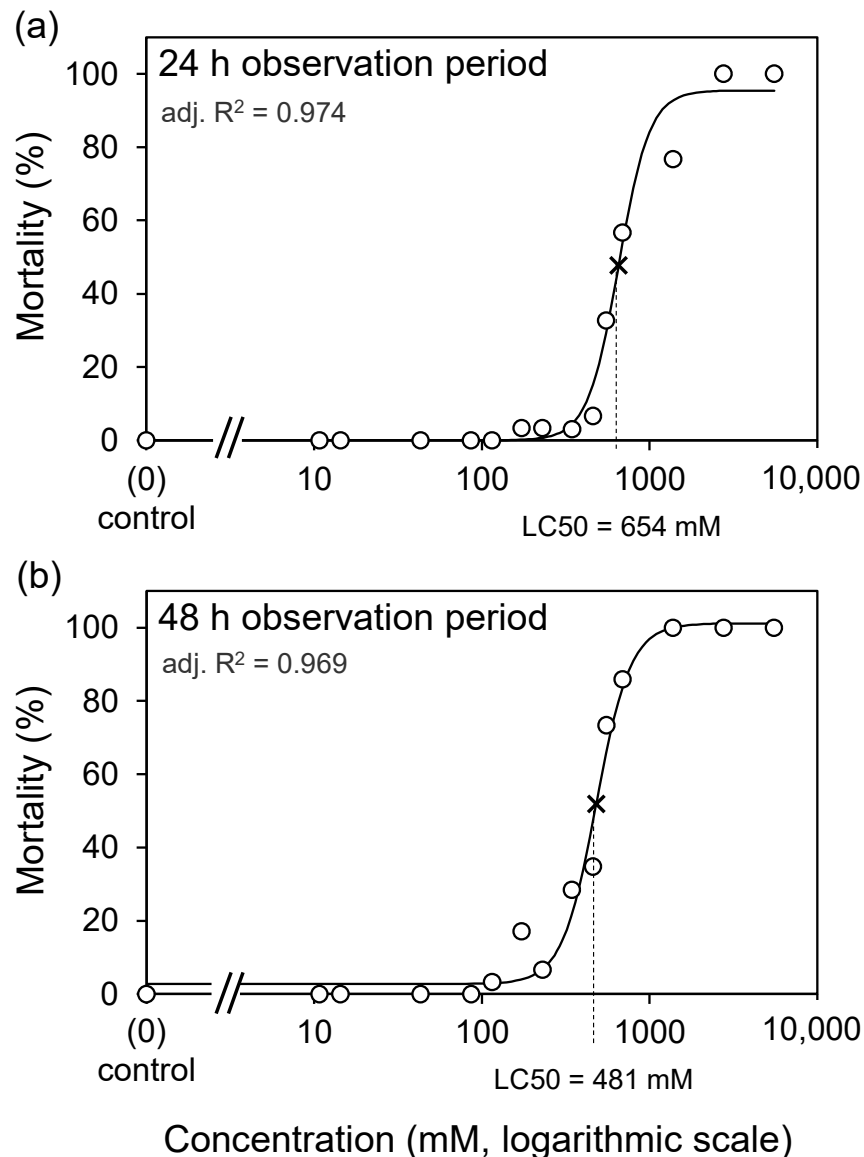 (a)
24 h observation period
adj. R² = 0.974
Mortality (%)
100
80
60
40
20
0
(0) 10 100 1000 10,000
control
LC50 = 654 mM
(b)
48 h observation period
adj. R² = 0.969
Mortality (%)
100
80
60
40
20
0
(0) 10 100 1000 10,000
control
LC50 = 481 mM
Concentration (mM, logarithmic scale)